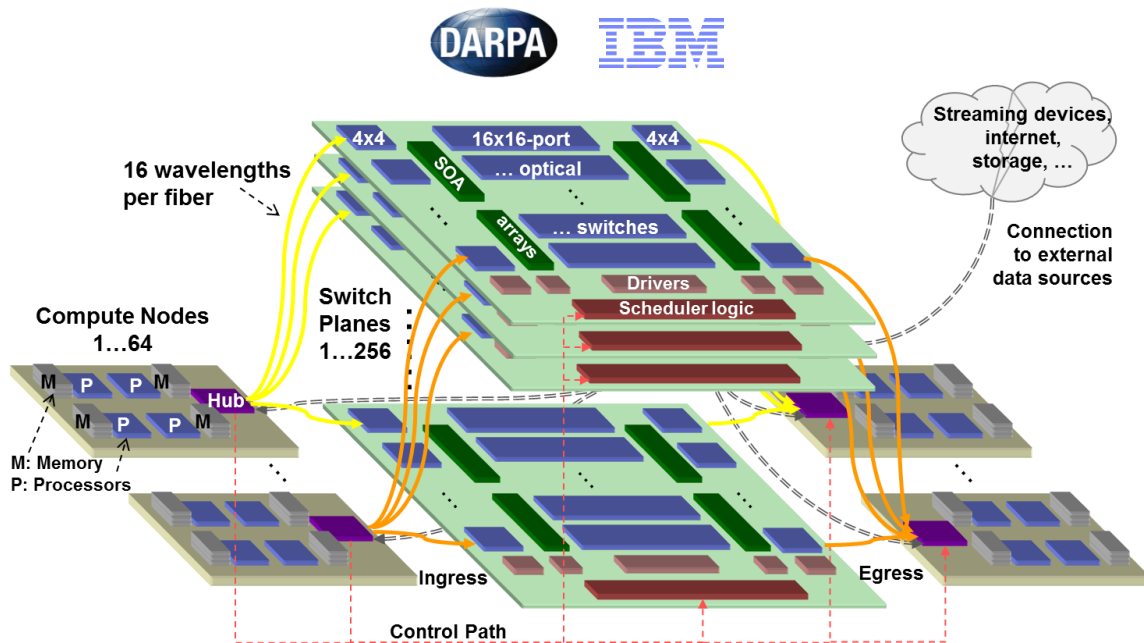 DARPA
IBM
Streaming devices,
internet,
storage, …
4x4
16x16-port
4x4
SOA
… optical
16 wavelengths
per fiber
arrays
… switches
Connection
to external
data sources
Drivers
Switch
Planes
1…256
Scheduler logic
Compute Nodes
1…64
M
P
P
M
Hub
M
P
P
M
M: Memory
P: Processors
Ingress
Egress
Control Path